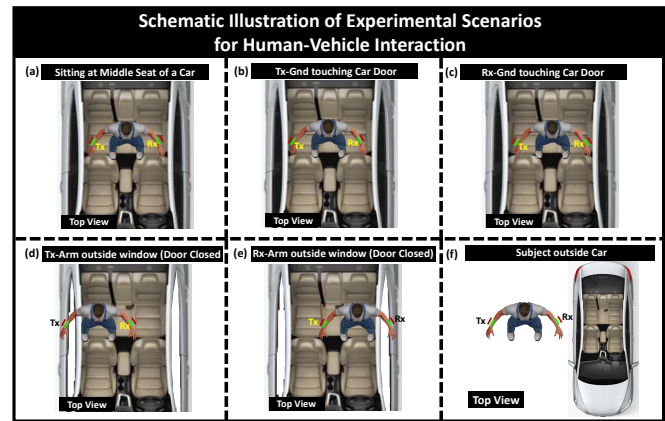 Schematic Illustration of Experimental Scenarios
for Human-Vehicle Interaction
(a) Sitting at Middle Seat of a Car
Tx
Rx
Top View
(b) Tx-Gnd touching Car Door
Tx
Rx
Top View
(c) Rx-Gnd touching Car Door
Tx
Rx
Top View
(d) Tx-Arm outside window (Door Closed
Tx
Rx
Top View
(e) Rx-Arm outside window (Door Closed)
Tx
Rx
Top View
(f) Subject outside Car
Tx
Rx
Top View